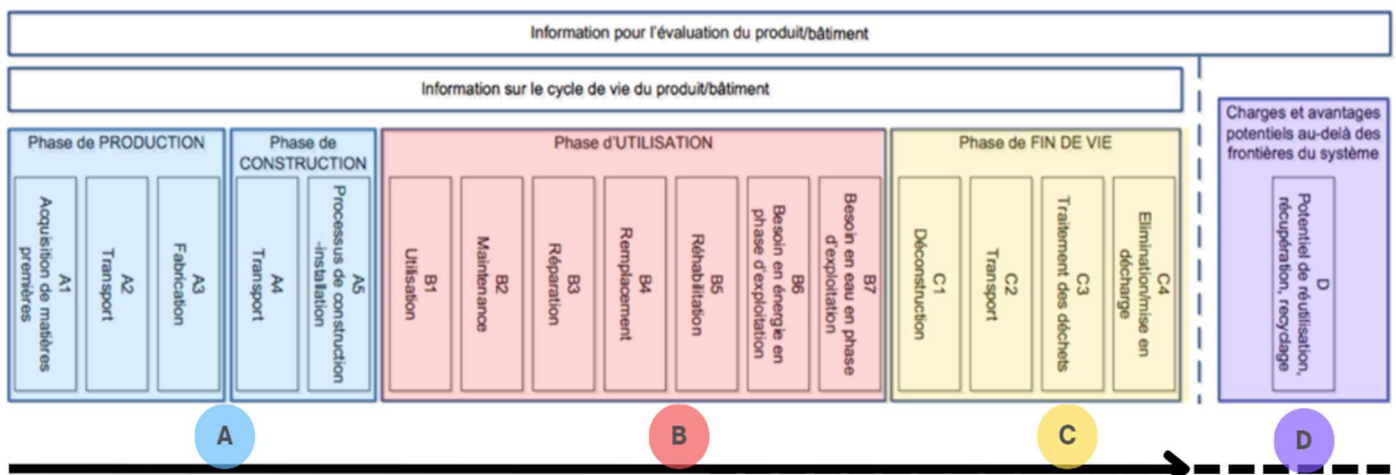 Information pour l'évaluation du produit/bâtiment
Information sur le cycle de vie du produit/bâtiment
Phase de PRODUCTION
A1
Acquisition de matières
premières
A2
Transport
A3
Fabrication
Phase de
CONSTRUCTION
A4
Transport
A5
Processus de construction
-installation
Phase d'UTILISATION
B1
Utilisation
B2
Maintenance
B3
Réparation
B4
Remplacement
B5
Réhabilitation
B6
Besoin en énergie en
phase d'exploitation
B7
Besoin en eau en phase
d'exploitation
Phase de FIN DE VIE
C1
Déconstruction
C2
Transport
C3
Traitement des déchets
C4
Elimination/mise en
décharge
Charges et avantages
potentiels au-delà des
frontières du système
D
Potentiel de réutilisation,
récupération, recyclage
A
B
C
D